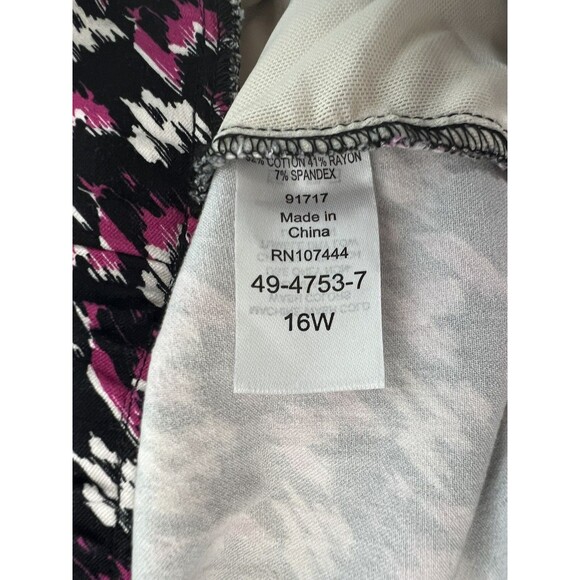 COTTON 41% RAYON
7% SPANDEX
91717
Made in
China
RN107444
49-4753-7
16W